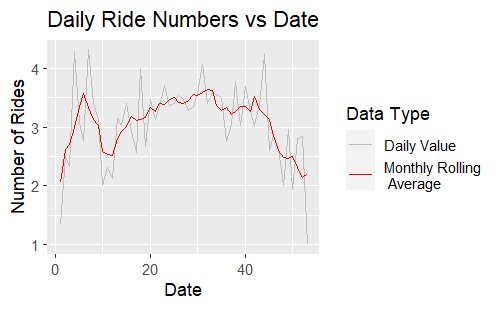 Daily Ride Numbers vs Date
Number of Rides
4
3
2
1
0
20
40
Date
Data Type
Daily Value
Monthly Rolling
Average